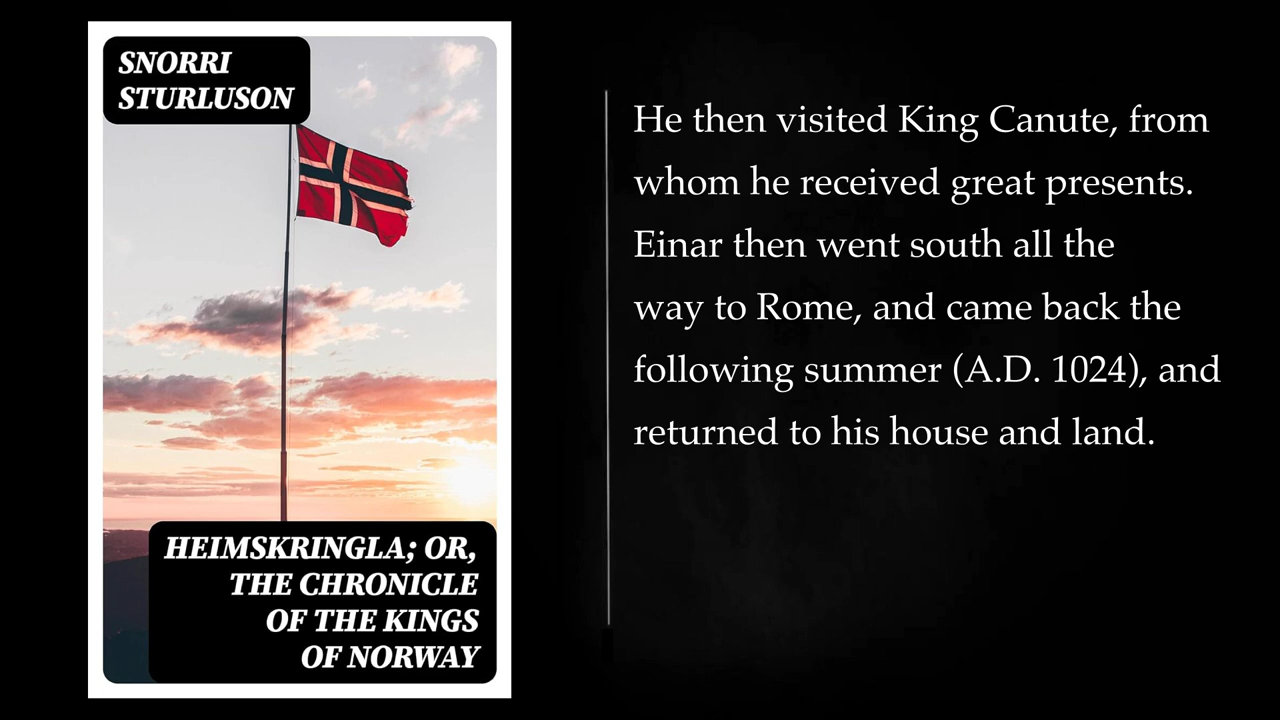 SNORRI
STURLUSON
HEIMSKRINGLA; OR,
THE CHRONICLE
OF THE KINGS
OF NORWAY
He then visited King Canute, from
whom he received great presents.
Einar then went south all the
way to Rome, and came back the
following summer (A.D. 1024), and
returned to his house and land.